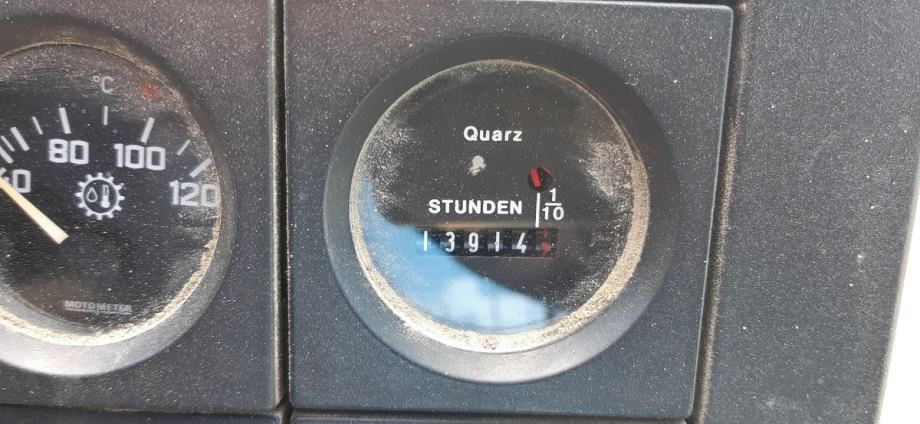 °C
80
100
120
MOTOMETER
Quarz
STUNDEN
1/10
13914